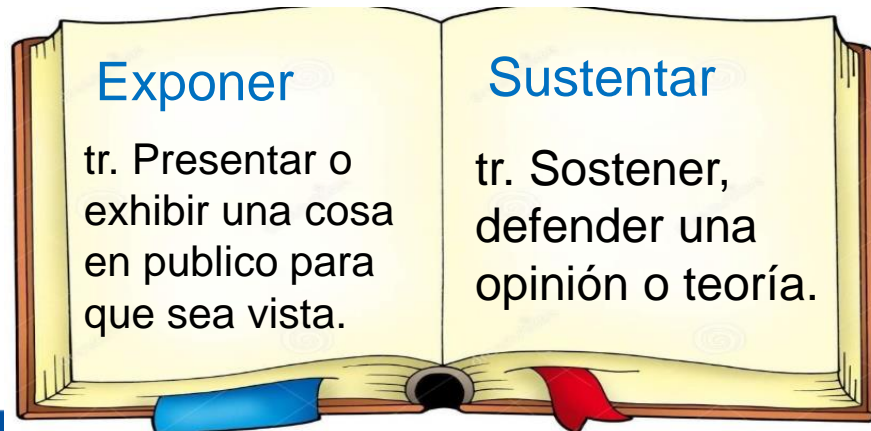 Exponer
tr. Presentar o
exhibir una cosa
en publico para
que sea vista.
Sustentar
tr. Sostener,
defender una
opinión o teoría.